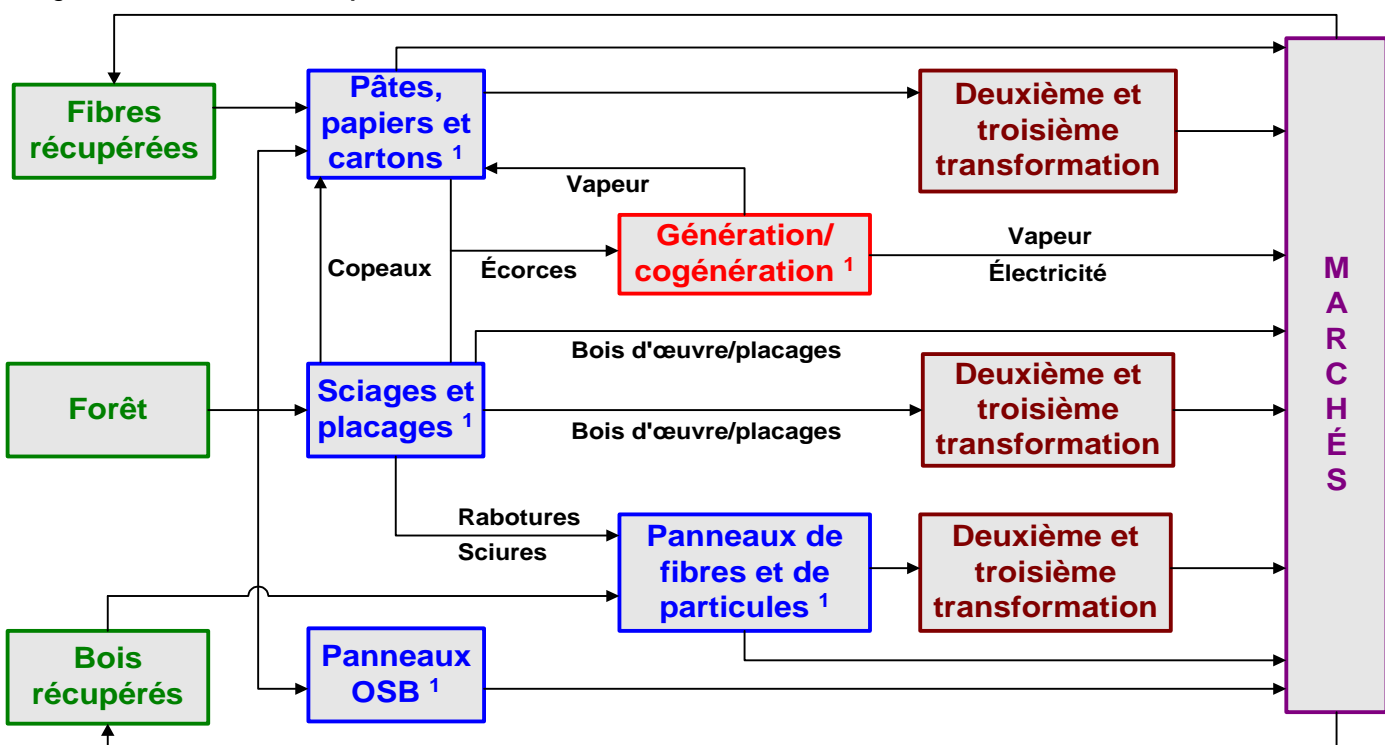 Pâtes,
papiers et
cartons 1
Fibres
récupérées
Deuxième et
troisième
transformation
Vapeur
Génération/
cogénération 1
Vapeur
Électricité
Copeaux
Écorces
MARCHÉS
Bois d'œuvre/placages
Forêt
Sciages et
placages 1
Deuxième et
troisième
transformation
Bois d'œuvre/placages
Rabotures
Sciures
Panneaux de
fibres et de
particules 1
Deuxième et
troisième
transformation
Bois
récupérés
Panneaux
OSB 1